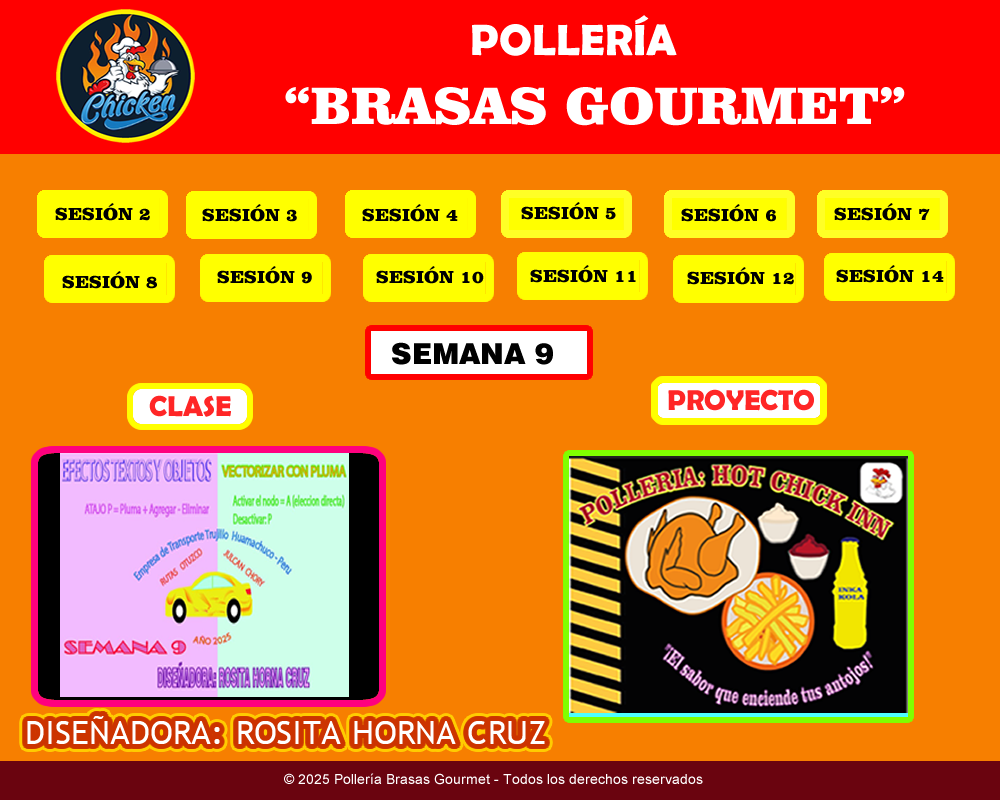 Chicken
POLLERÍA
“BRASAS GOURMET”
SESIÓN 2
SESIÓN 3
SESIÓN 4
SESIÓN 5
SESIÓN 6
SESIÓN 7
SESIÓN 8
SESIÓN 9
SESIÓN 10
SESIÓN 11
SESIÓN 12
SESIÓN 14
SEMANA 9
CLASE
PROYECTO
EFECTOS TEXTOS Y OBJETOS
VECTORIZAR CON PLUMA
ATAJO P = Pluma + Agregar - Eliminar
Activar el nodo = A (eleccion directa)
Desactivar: P
Empresa de Transporte Trujillo Huamachuco - Peru
RUTAS OTUZCO JULCAN CHORY
AÑO 2025
SEMANA 9
DISEÑADORA: ROSITA HORNA CRUZ
POLLERIA: HOT CHICK INN
INKA
KOLA
"¡El sabor que enciende tus antojos!"
DISEÑADORA: ROSITA HORNA CRUZ
© 2025 Pollería Brasas Gourmet - Todos los derechos reservados